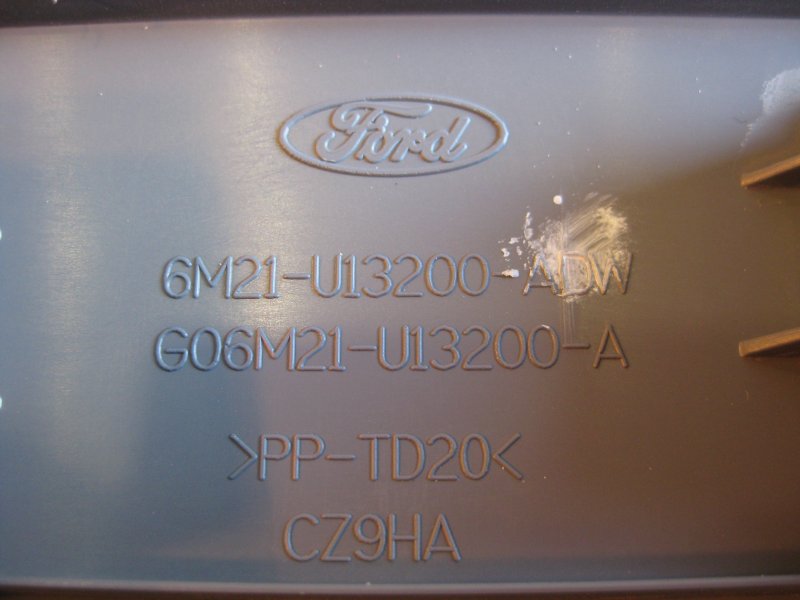 Ford
6M21-U13200-ADW
G06M21-U13200-A
>PP-TD20<
CZ9HA